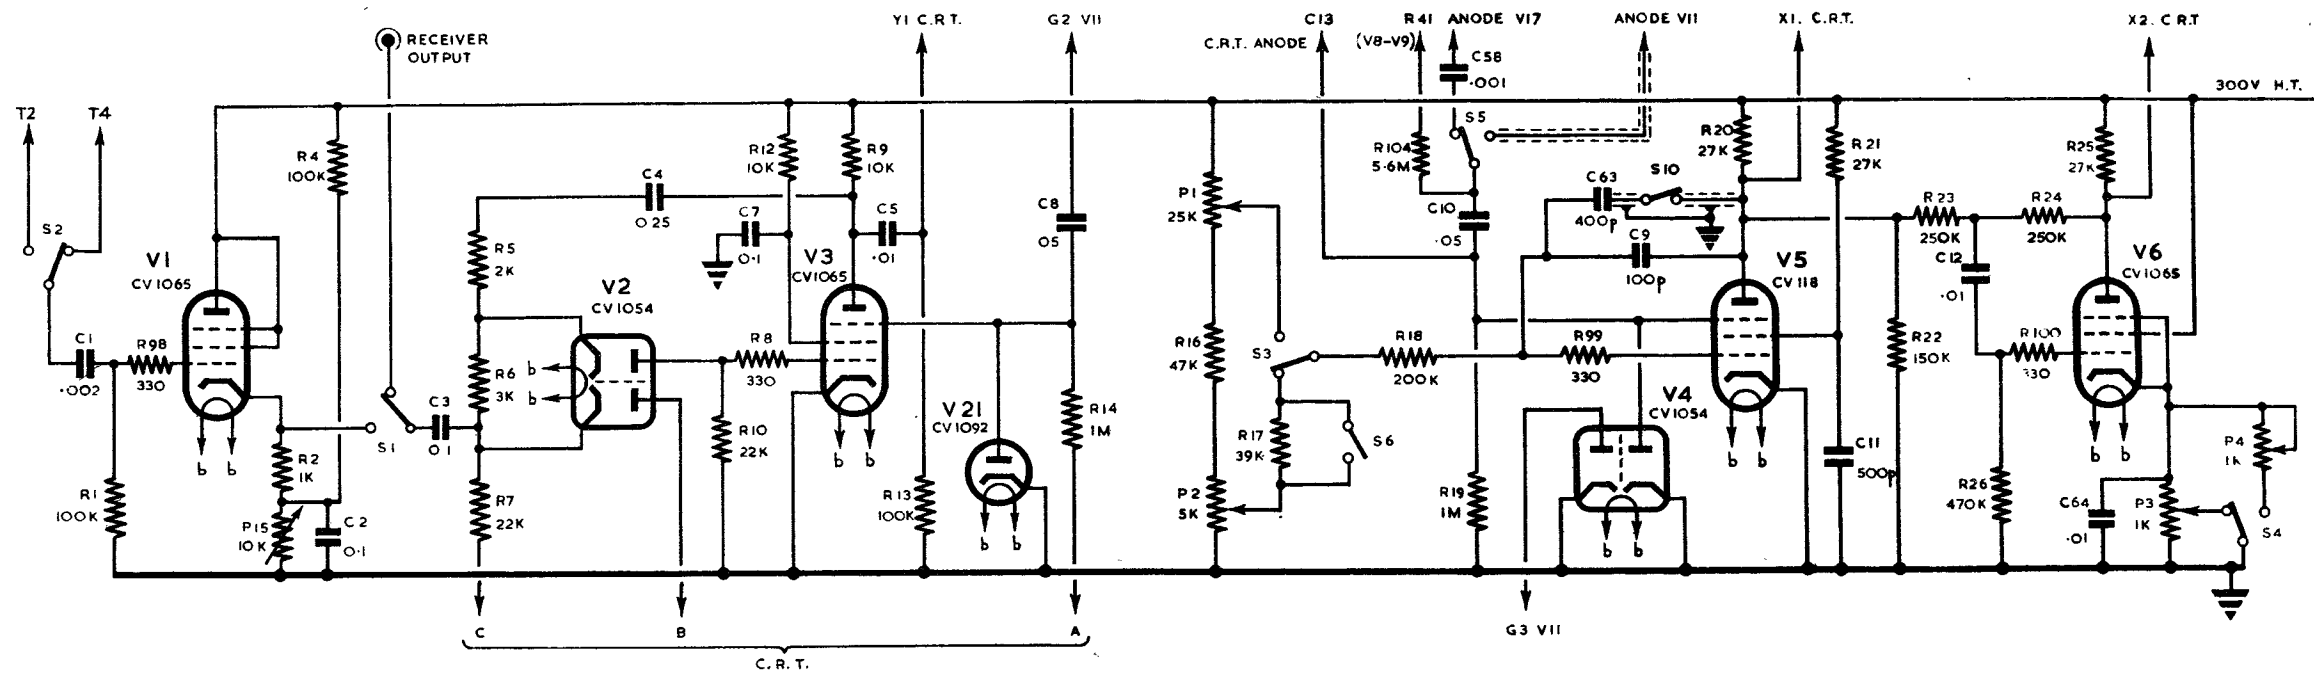 Y1 C.R.T.
G2 V11
C13
R41
ANODE V17
ANODE V11
X1. C.R.T.
X2. C R T
RECEIVER
OUTPUT
C.R.T. ANODE
(V8-V9)
C58
.001
300V H.T.
T2
T4
S5
R4
100K
R12
10K
R9
10K
R104
5.6M
R20
27K
R21
27K
R25
27K
C4
0.25
P1
25K
C63
400p
S10
R23
250K
R24
250K
S2
V1
CV1065
R5
2K
C7
0.1
V3
CV1065
C5
.01
C8
.05
C10
.05
C9
100p
V5
CV118
C12
.01
V6
CV1065
V2
CV1054
C1
.002
R98
330
R6
3K
b
b
R8
330
R16
47K
S3
R18
200K
R99
330
R22
150K
R100
330
S1
C3
0.1
V21
CV1092
R14
1M
V4
CV1054
b b
R2
1K
R10
22K
b b
R17
39K
S6
b b
C11
500p
b b
P4
1K
R1
100K
P15
10K
C2
0.1
R7
22K
R13
100K
b b
P2
5K
R19
1M
b b
R26
470K
C64
.01
P3
1K
S4
C
B
A
G3 V11
C.R.T.